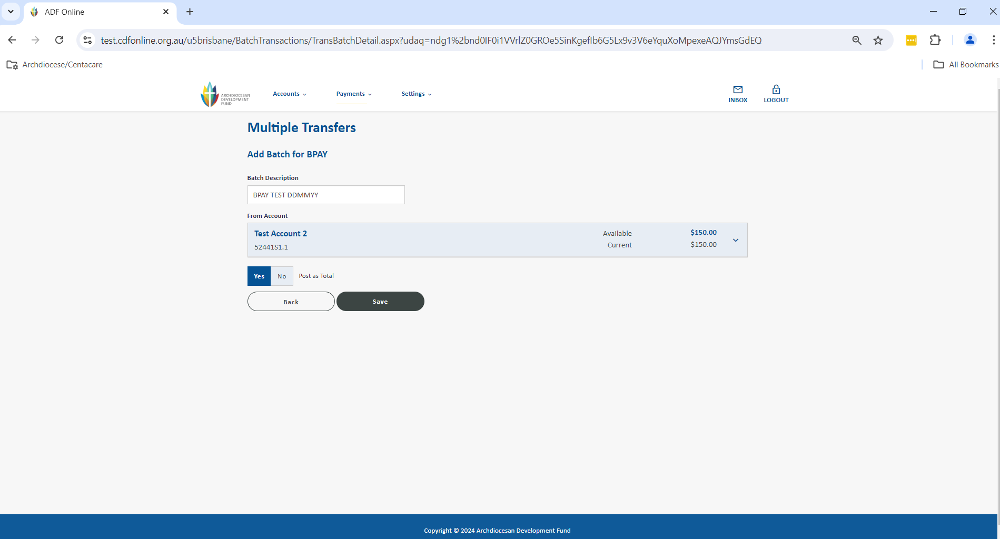 ADF Online
test.cdfonline.org.au/u5brisbane/BatchTransactions/TransBatchDetail.aspx?udaq=ndg1%2bnd0IF0i1VVrlZ0GROe5SinKgefIb6G5Lx9v3V6eYquXoMpexeAQJYmsGdEQ
Archdiocese/Centacare
All Bookmarks
ARCHDIOCESAN
DEVELOPMENT
FUND
Accounts
Payments
Settings
INBOX
LOGOUT
Multiple Transfers
Add Batch for BPAY
Batch Description
BPAY TEST DDMMYY
From Account
Test Account 2
Available
$150.00
52441S1.1
Current
$150.00
Yes
No
Post as Total
Back
Save
Copyright © 2024 Archdiocesan Development Fund